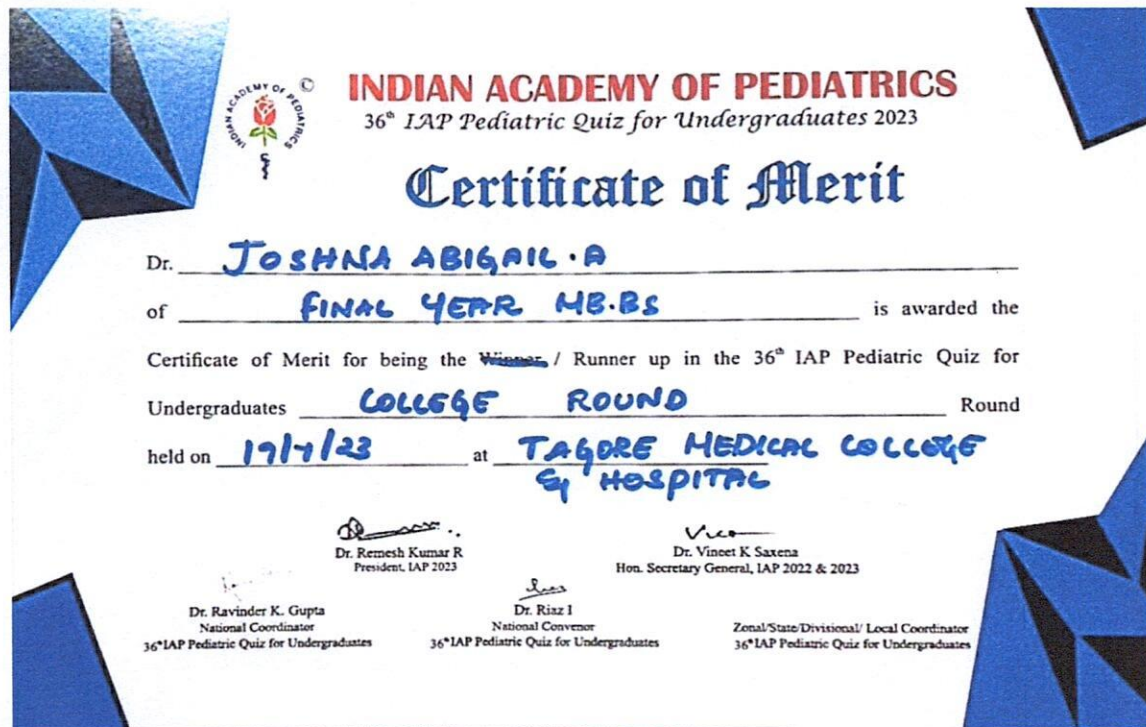 INDIAN ACADEMY OF PEDIATRICS ©
INDIAN ACADEMY OF PEDIATRICS
36th IAP Pediatric Quiz for Undergraduates 2023
Certificate of Merit
Dr. JOSHNA ABIGAIL.A
of FINAL YEAR MB.BS is awarded the
Certificate of Merit for being the Winner / Runner up in the 36th IAP Pediatric Quiz for
Undergraduates COLLEGE ROUND Round
held on 19/7/23 at TAGORE MEDICAL COLLEGE
& HOSPITAL
Dr. Remesh Kumar R
President, IAP 2023
Dr. Vineet K Saxena
Hon. Secretary General, IAP 2022 & 2023
Dr. Ravinder K. Gupta
National Coordinator
36th IAP Pediatric Quiz for Undergraduates
Dr. Riaz I
National Convenor
36th IAP Pediatric Quiz for Undergraduates
Zonal/State/Divisional/ Local Coordinator
36th IAP Pediatric Quiz for Undergraduates